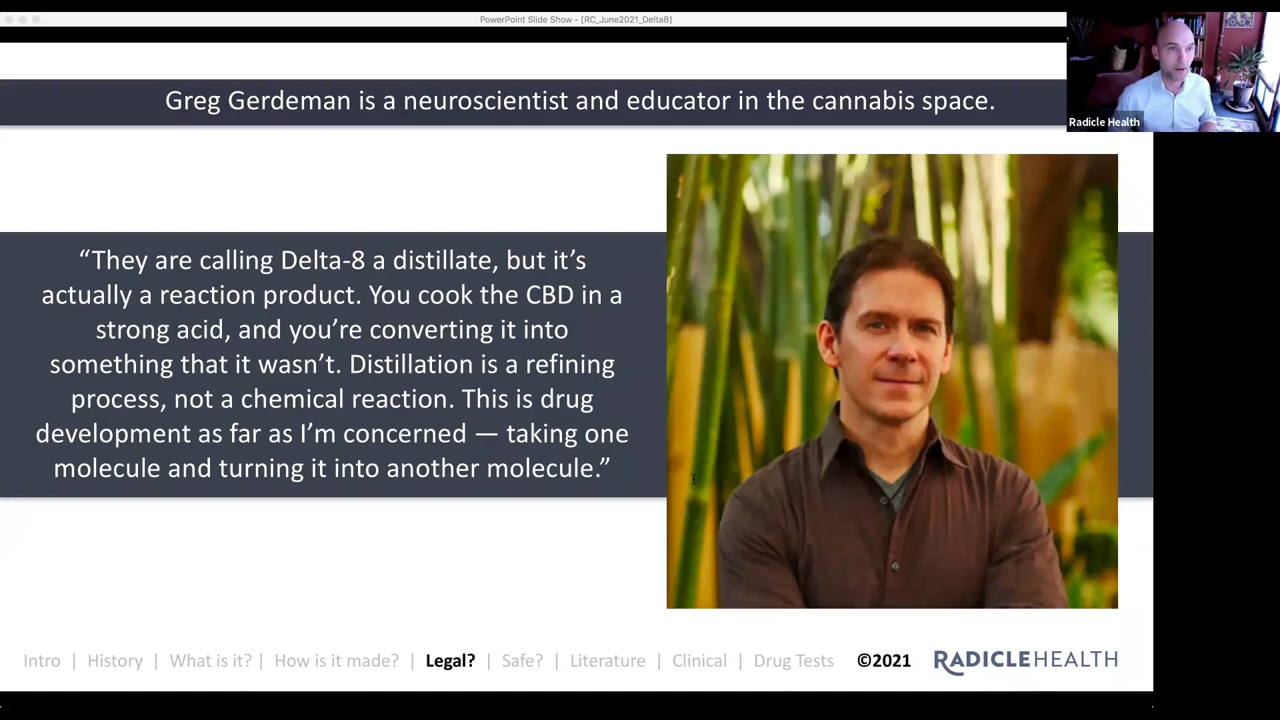 PowerPoint Slide Show - [RC_June2021_Delta8]
Greg Gerdeman is a neuroscientist and educator in the cannabis space.
Radicle Health
“They are calling Delta-8 a distillate, but it’s
actually a reaction product. You cook the CBD in a
strong acid, and you’re converting it into
something that it wasn’t. Distillation is a refining
process, not a chemical reaction. This is drug
development as far as I’m concerned — taking one
molecule and turning it into another molecule.”
Intro | History | What is it? | How is it made? | Legal? | Safe? | Literature | Clinical | Drug Tests ©2021 RADICLEHEALTH